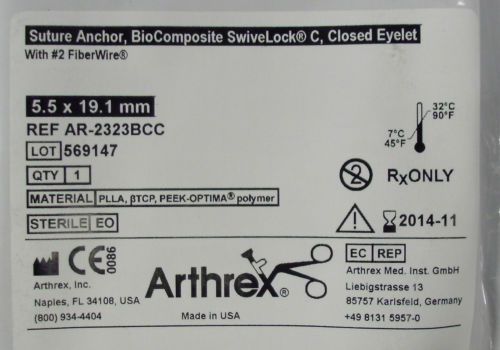 Suture Anchor, BioComposite SwiveLock® C, Closed Eyelet
With #2 FiberWire®
5.5 x 19.1 mm
REF AR-2323BCC
LOT 569147
QTY 1
MATERIAL PLLA, βTCP, PEEK-OPTIMA® polymer
STERILE EO
32°C
90°F
7°C
45°F
2 RxONLY
2014-11
CE 0086
Arthrex, Inc.
Naples, FL 34108, USA
(800) 934-4404
Arthrex®
Made in USA
EC REP
Arthrex Med. Inst. GmbH
Liebigstrasse 13
85757 Karlsfeld, Germany
+49 8131 5957-0